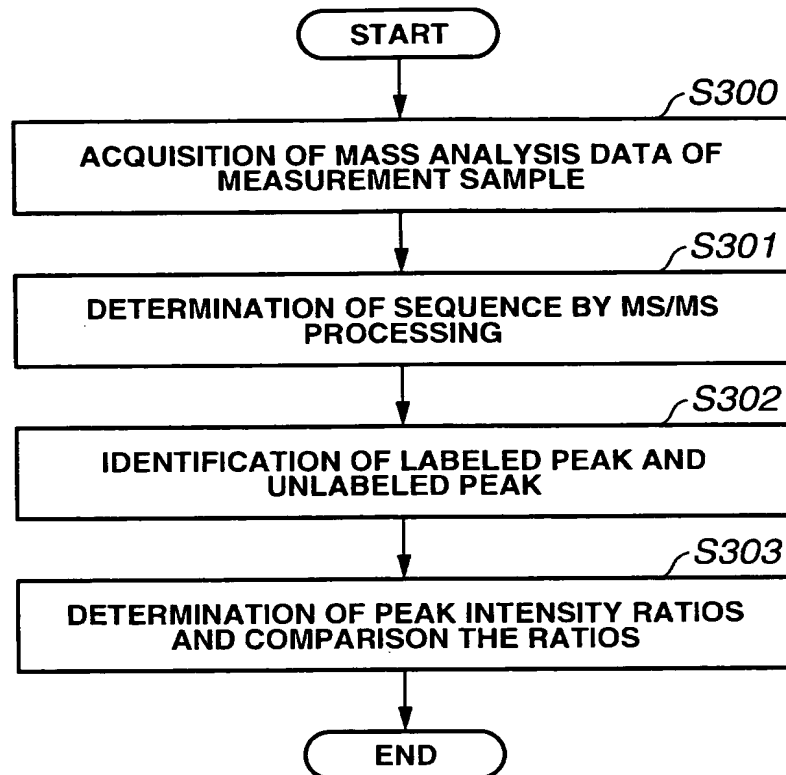 START
S300
ACQUISITION OF MASS ANALYSIS DATA OF
MEASUREMENT SAMPLE
S301
DETERMINATION OF SEQUENCE BY MS/MS
PROCESSING
S302
IDENTIFICATION OF LABELED PEAK AND
UNLABELED PEAK
S303
DETERMINATION OF PEAK INTENSITY RATIOS
AND COMPARISON THE RATIOS
END